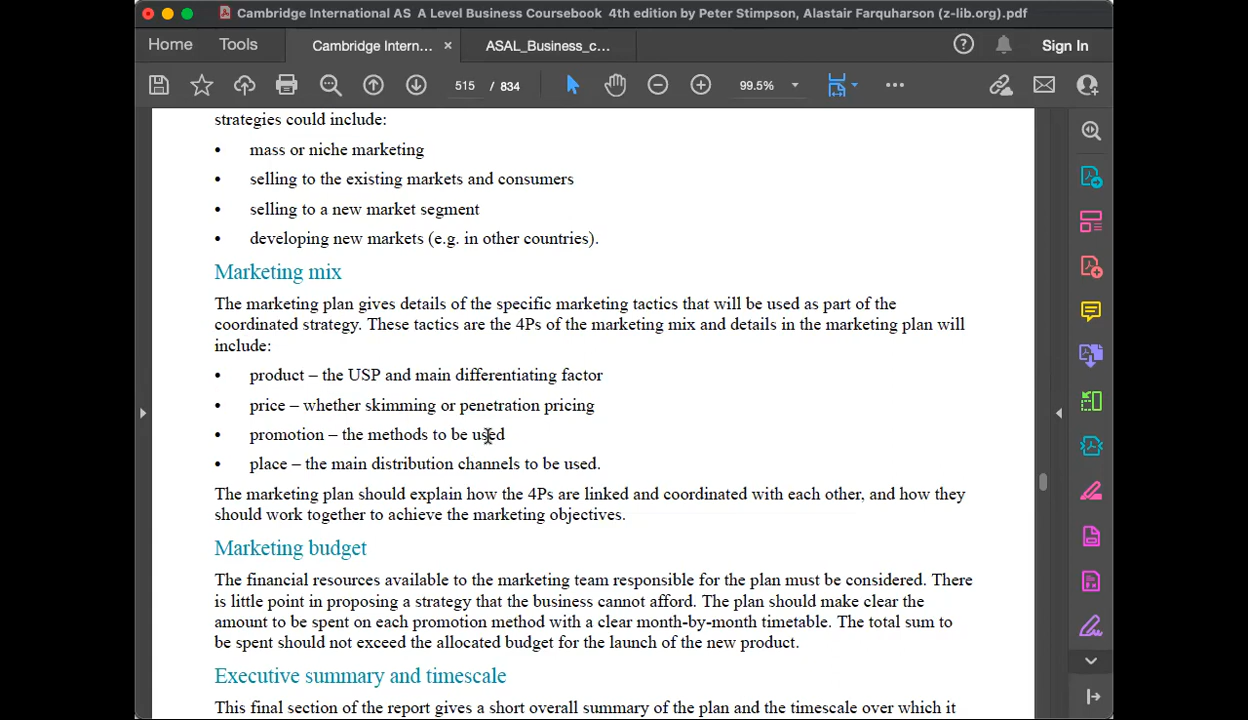 Cambridge International AS A Level Business Coursebook 4th edition by Peter Stimpson, Alastair Farquharson (z-lib.org).pdf
Home Tools Cambridge Intern... × ASAL_Business_c... ? Sign In
515 / 834 99.5%
strategies could include:
• mass or niche marketing
• selling to the existing markets and consumers
• selling to a new market segment
• developing new markets (e.g. in other countries).
Marketing mix
The marketing plan gives details of the specific marketing tactics that will be used as part of the
coordinated strategy. These tactics are the 4Ps of the marketing mix and details in the marketing plan will
include:
• product – the USP and main differentiating factor
• price – whether skimming or penetration pricing
• promotion – the methods to be used
• place – the main distribution channels to be used.
The marketing plan should explain how the 4Ps are linked and coordinated with each other, and how they
should work together to achieve the marketing objectives.
Marketing budget
The financial resources available to the marketing team responsible for the plan must be considered. There
is little point in proposing a strategy that the business cannot afford. The plan should make clear the
amount to be spent on each promotion method with a clear month-by-month timetable. The total sum to
be spent should not exceed the allocated budget for the launch of the new product.
Executive summary and timescale
This final section of the report gives a short overall summary of the plan and the timescale over which it